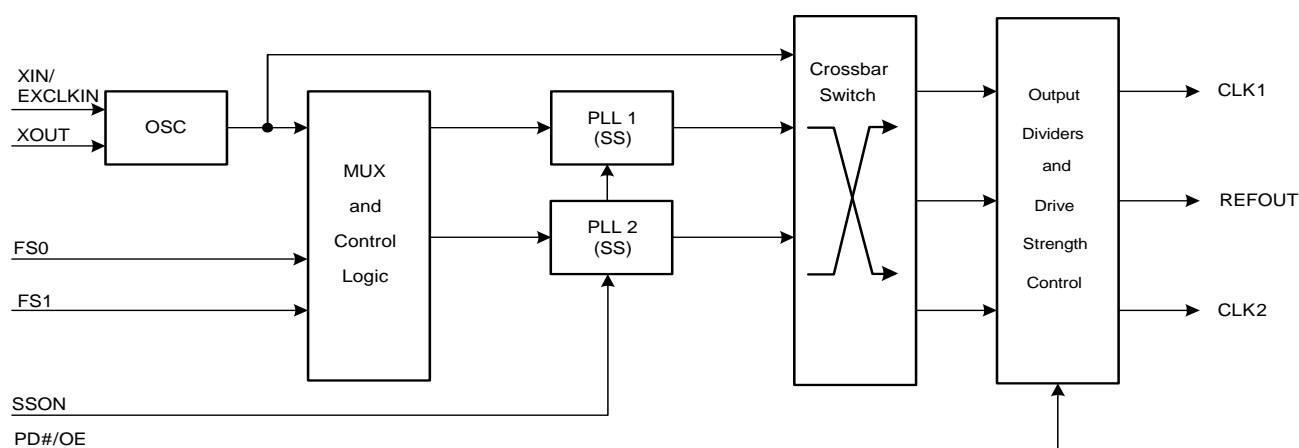 XIN/
EXCLKIN
XOUT
OSC
FS0
FS1
SSON
PD#/OE
MUX
and
Control
Logic
PLL 1
(SS)
PLL 2
(SS)
Crossbar
Switch
Output
Dividers
and
Drive
Strength
Control
CLK1
REFOUT
CLK2